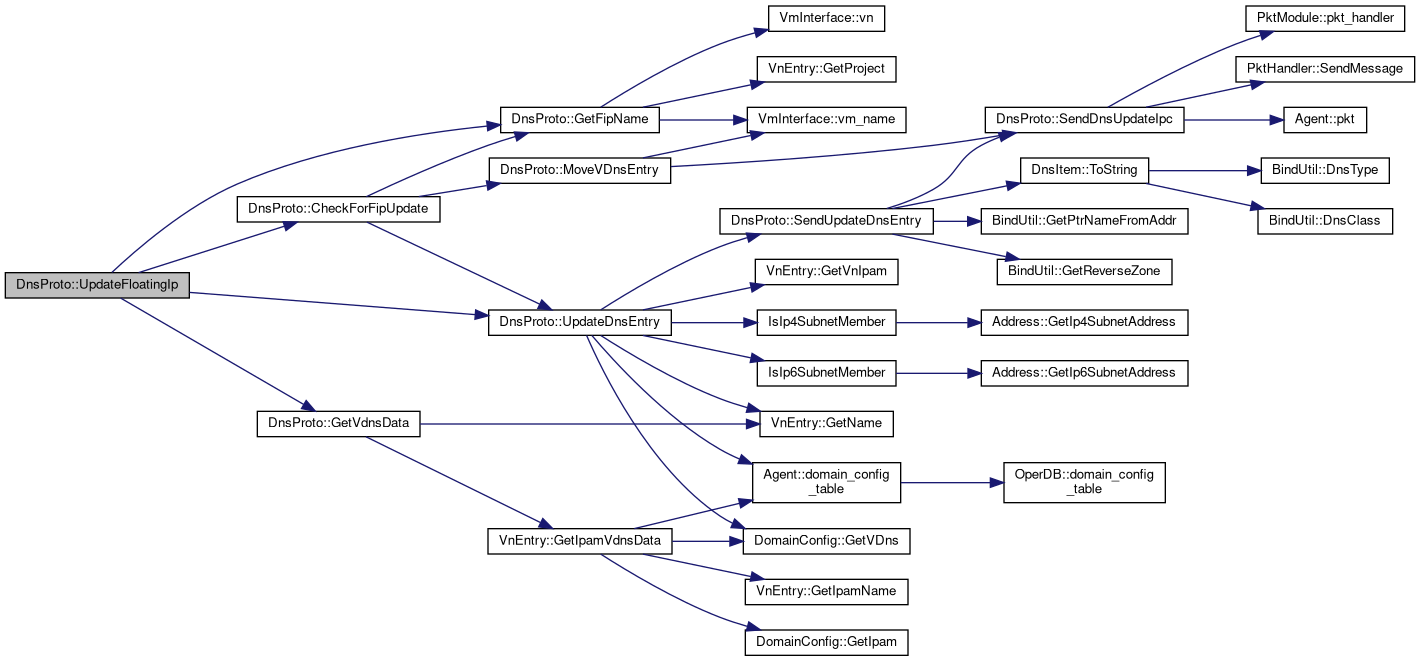 DnsProto::UpdateFloatingIp
DnsProto::GetFipName
DnsProto::CheckForFipUpdate
DnsProto::MoveVDnsEntry
DnsProto::UpdateDnsEntry
DnsProto::GetVdnsData
VnEntry::GetIpamVdnsData
VmInterface::vn
VnEntry::GetProject
VmInterface::vm_name
DnsProto::SendUpdateDnsEntry
VnEntry::GetVnIpam
IsIp4SubnetMember
IsIp6SubnetMember
VnEntry::GetName
Agent::domain_config
_table
DomainConfig::GetVDns
VnEntry::GetIpamName
DomainConfig::GetIpam
DnsProto::SendDnsUpdateIpc
DnsItem::ToString
BindUtil::GetPtrNameFromAddr
BindUtil::GetReverseZone
Address::GetIp4SubnetAddress
Address::GetIp6SubnetAddress
OperDB::domain_config
_table
PktModule::pkt_handler
PktHandler::SendMessage
Agent::pkt
BindUtil::DnsType
BindUtil::DnsClass